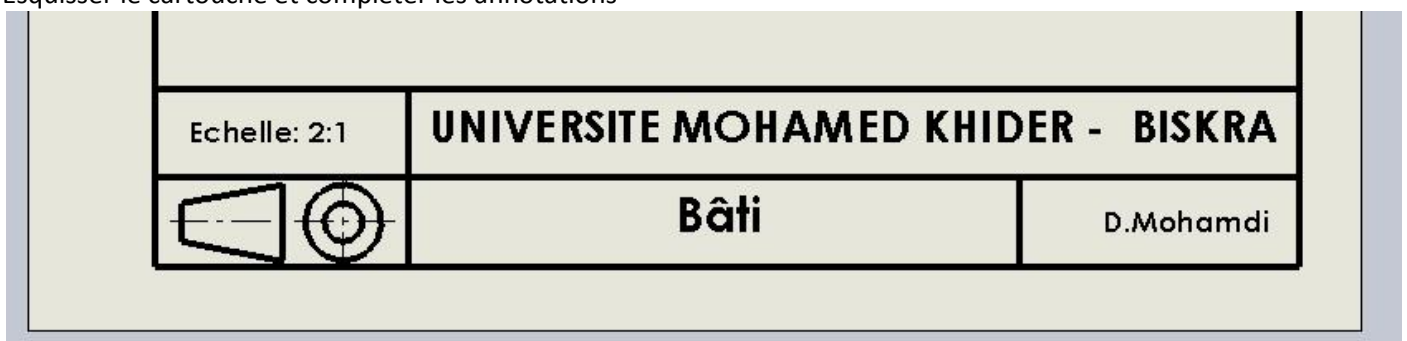 Esquisser le cartouche et compléter les annotations
Echelle: 2:1
UNIVERSITE MOHAMED KHIDER - BISKRA
Bâti
D.Mohamdi